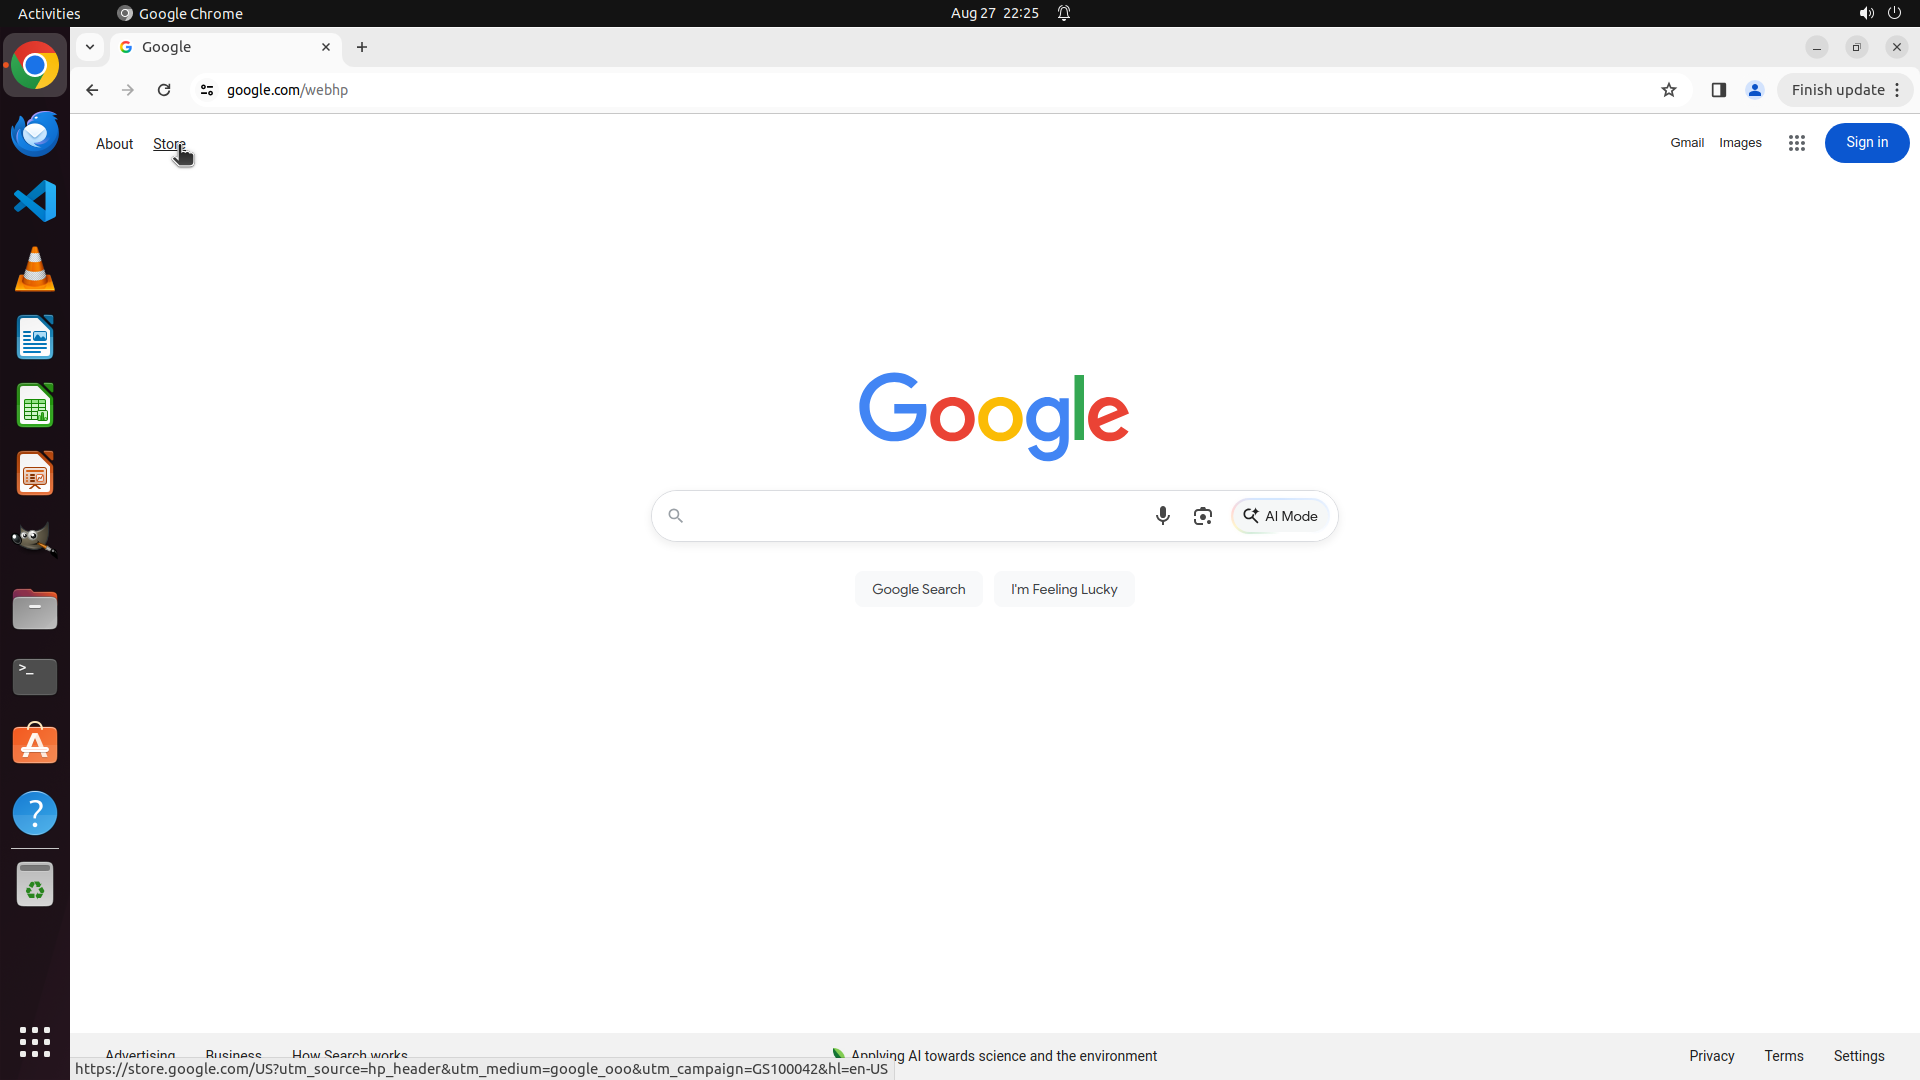 Activities
Google Chrome
Aug 27 22:25
Google
google.com/webhp
Finish update
About
Store
Gmail
Images
Sign in
Google
AI Mode
Google Search
I'm Feeling Lucky
Advertising
Business
How Search works
Applying AI towards science and the environment
Privacy
Terms
Settings
https://store.google.com/US?utm_source=hp_header&utm_medium=google_ooo&utm_campaign=GS100042&hl=en-US